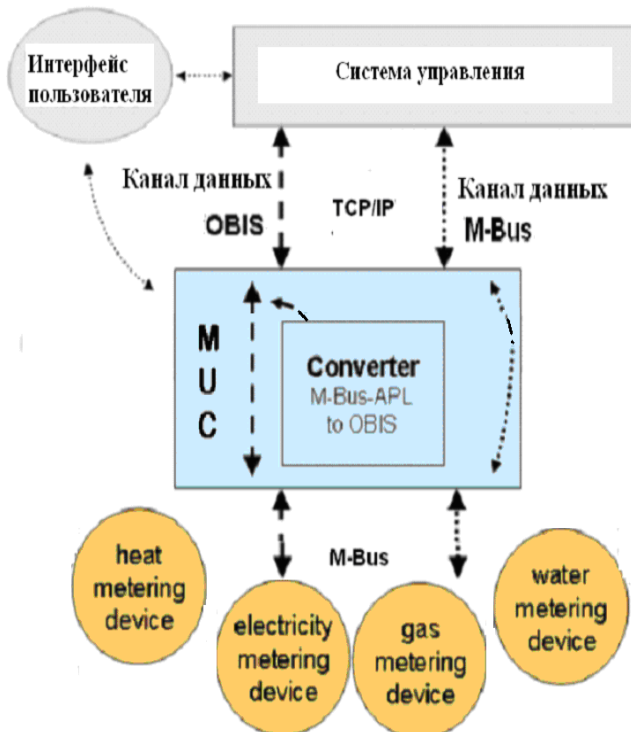 Интерфейс
пользователя
Система управления
Канал данных
OBIS
TCP/IP
Канал данных
M-Bus
M
U
C
Converter
M-Bus-APL
to OBIS
M-Bus
heat
metering
device
electricity
metering
device
gas
metering
device
water
metering
device